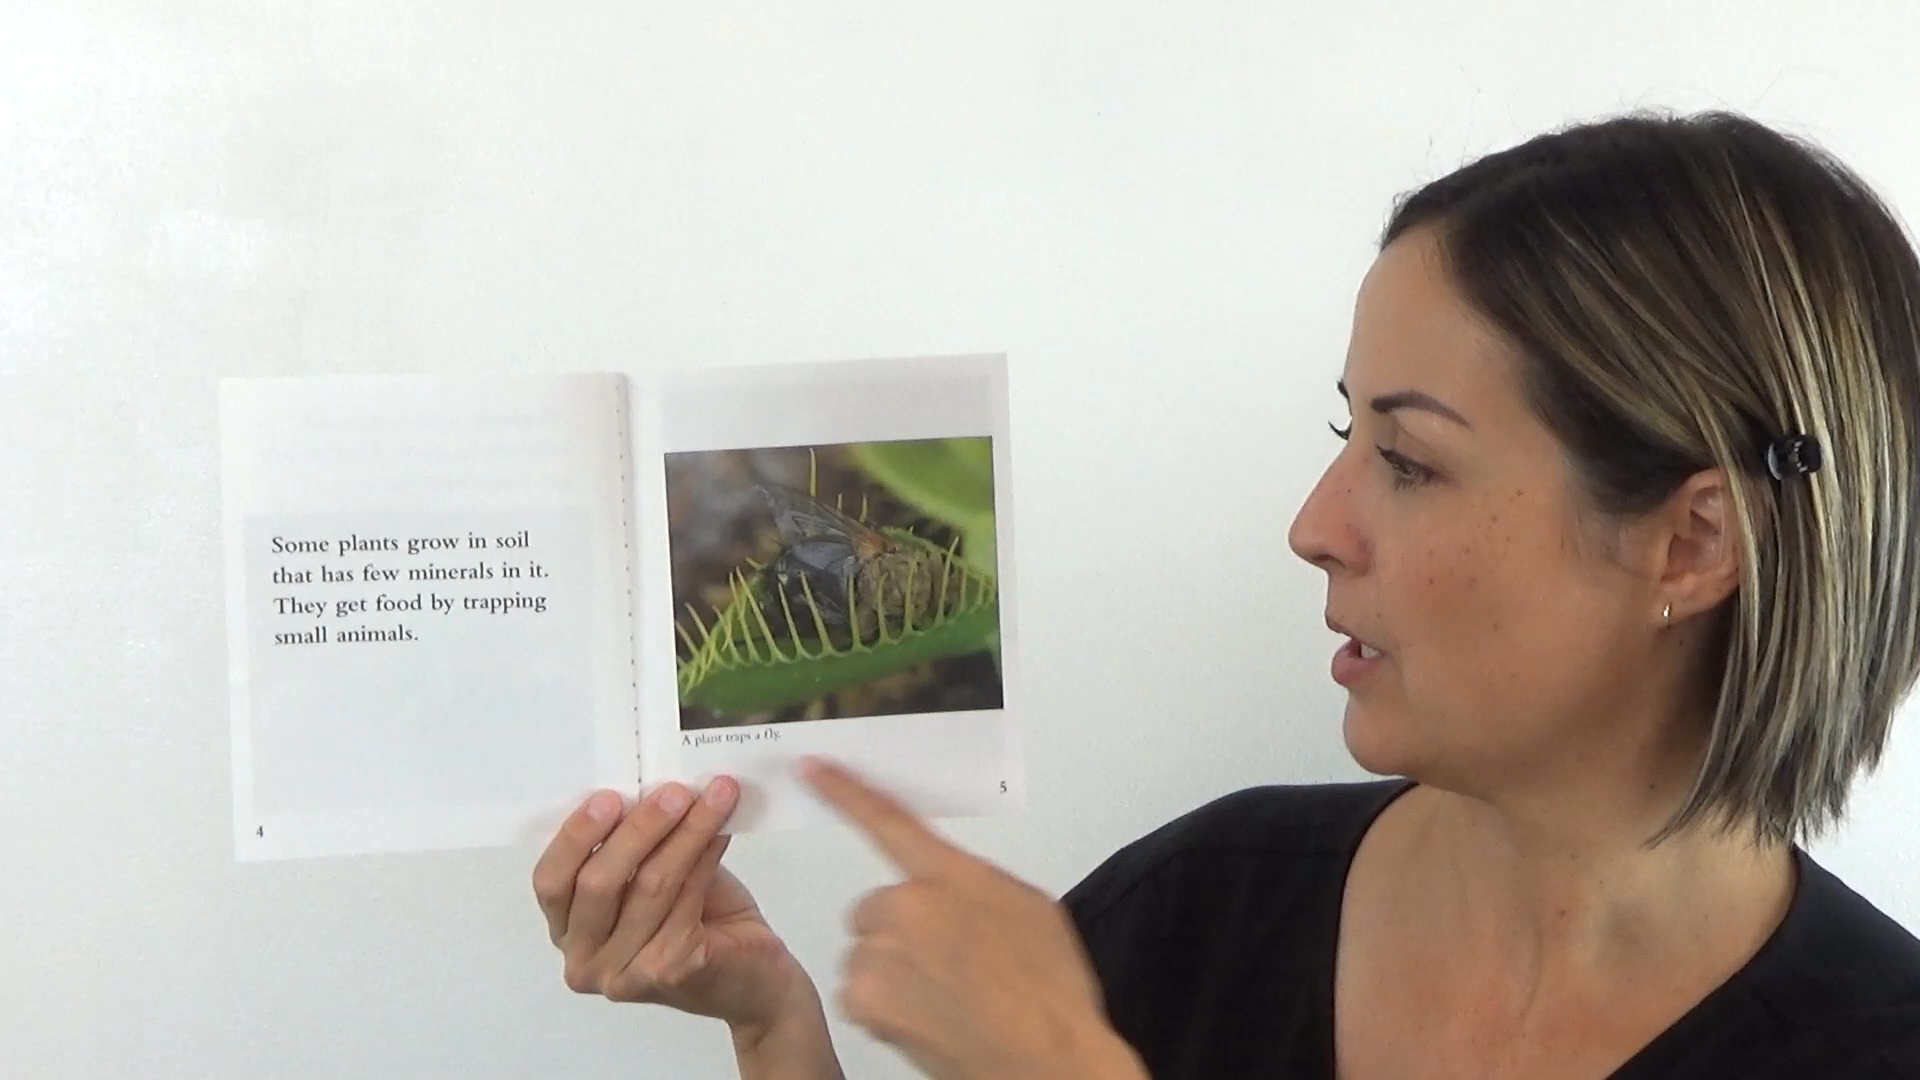 Some plants grow in soil
that has few minerals in it.
They get food by trapping
small animals.
4
A plant traps a fly.
5